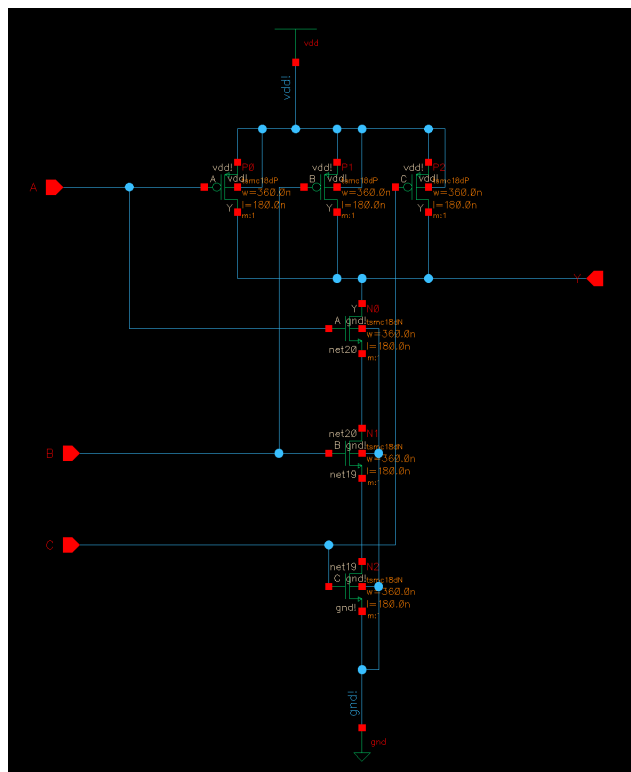 vdd
vdd!
vdd! P0
A vdd! tsmc18dP
w=360.0n
Y l=180.0n
m:1
vdd! P1
B vdd! tsmc18dP
w=360.0n
Y l=180.0n
m:1
vdd! P2
C vdd! tsmc18dP
w=360.0n
Y l=180.0n
m:1
A
Y
Y N0
A gnd! tsmc18dN
w=360.0n
net20 l=180.0n
m:
net20 N1
B gnd! tsmc18dN
w=360.0n
net19 l=180.0n
m:
B
C
net19 N2
C gnd! tsmc18dN
w=360.0n
gnd! l=180.0n
m:
gnd!
gnd